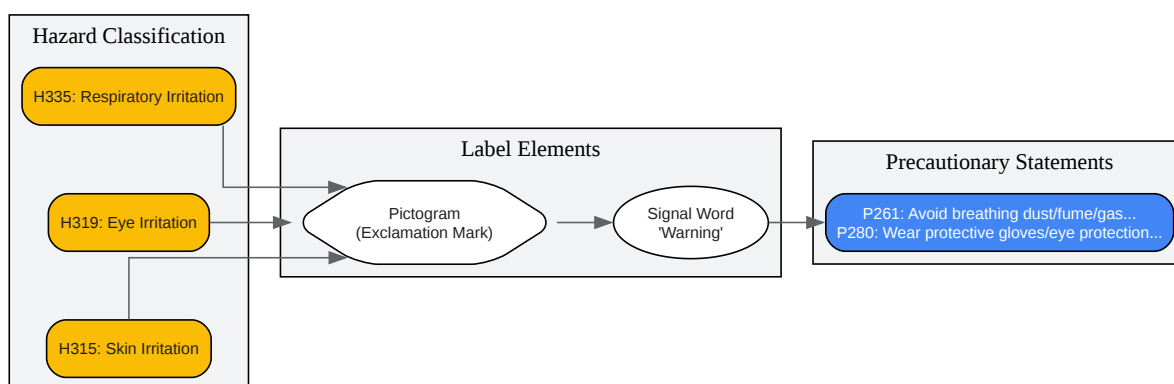 Hazard Classification
H335: Respiratory Irritation
H319: Eye Irritation
H315: Skin Irritation
Label Elements
Pictogram
(Exclamation Mark)
Signal Word
'Warning'
Precautionary Statements
P261: Avoid breathing dust/fume/gas...
P280: Wear protective gloves/eye protection...